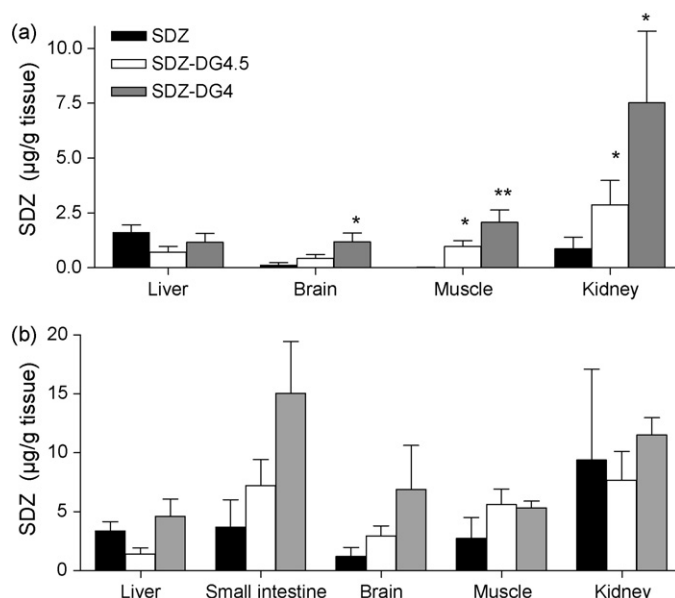 (a)
SDZ
SDZ-DG4.5
SDZ-DG4
SDZ (µg/g tissue)
10.0
7.5
5.0
2.5
0.0
*
*
**
*
*
Liver Brain Muscle Kidney
(b)
SDZ (µg/g tissue)
20
15
10
5
0
Liver Small intestine Brain Muscle Kidney